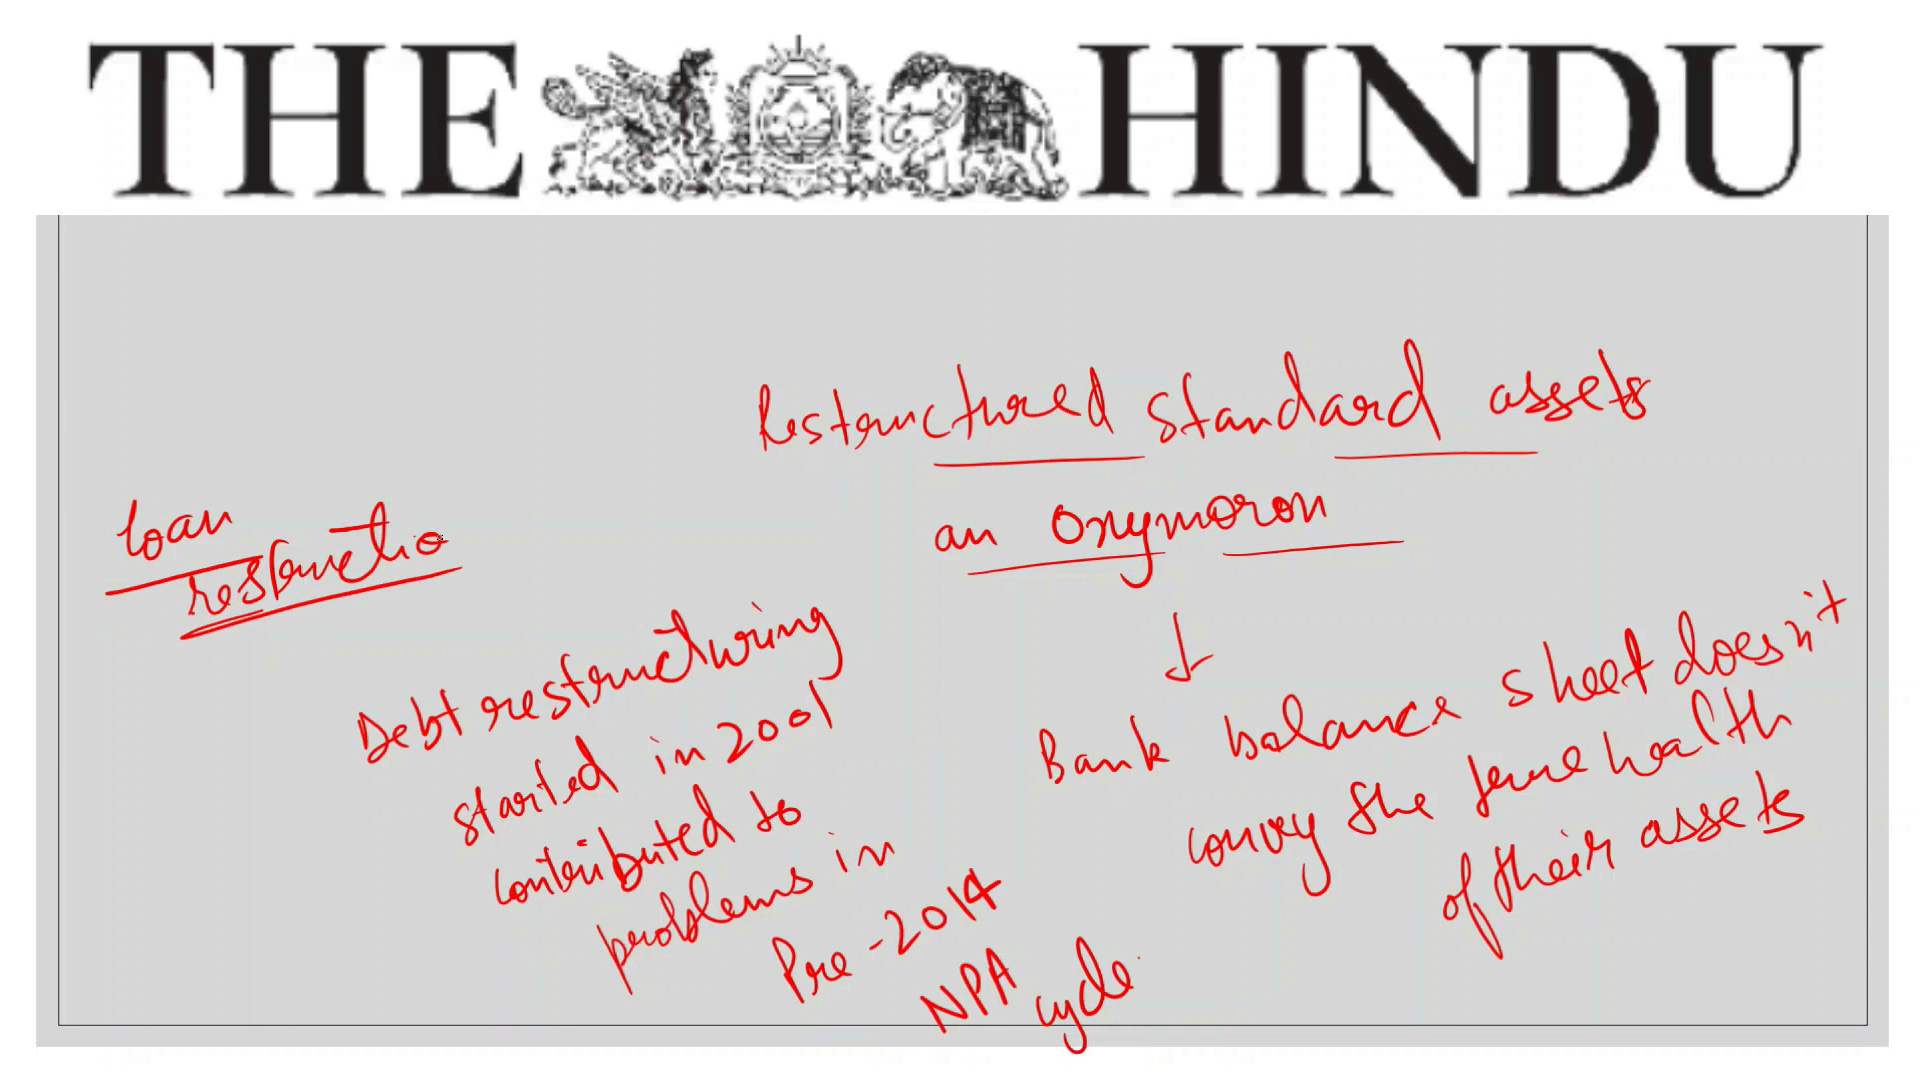 THE HINDU
Restructured standard assets
an oxymoron
loan
restructio
Debt restructuring
started in 2001
contributed to
problems in
Pre-2014
NPA cycle
Bank balance sheet doesn't
convey the true health
of their assets